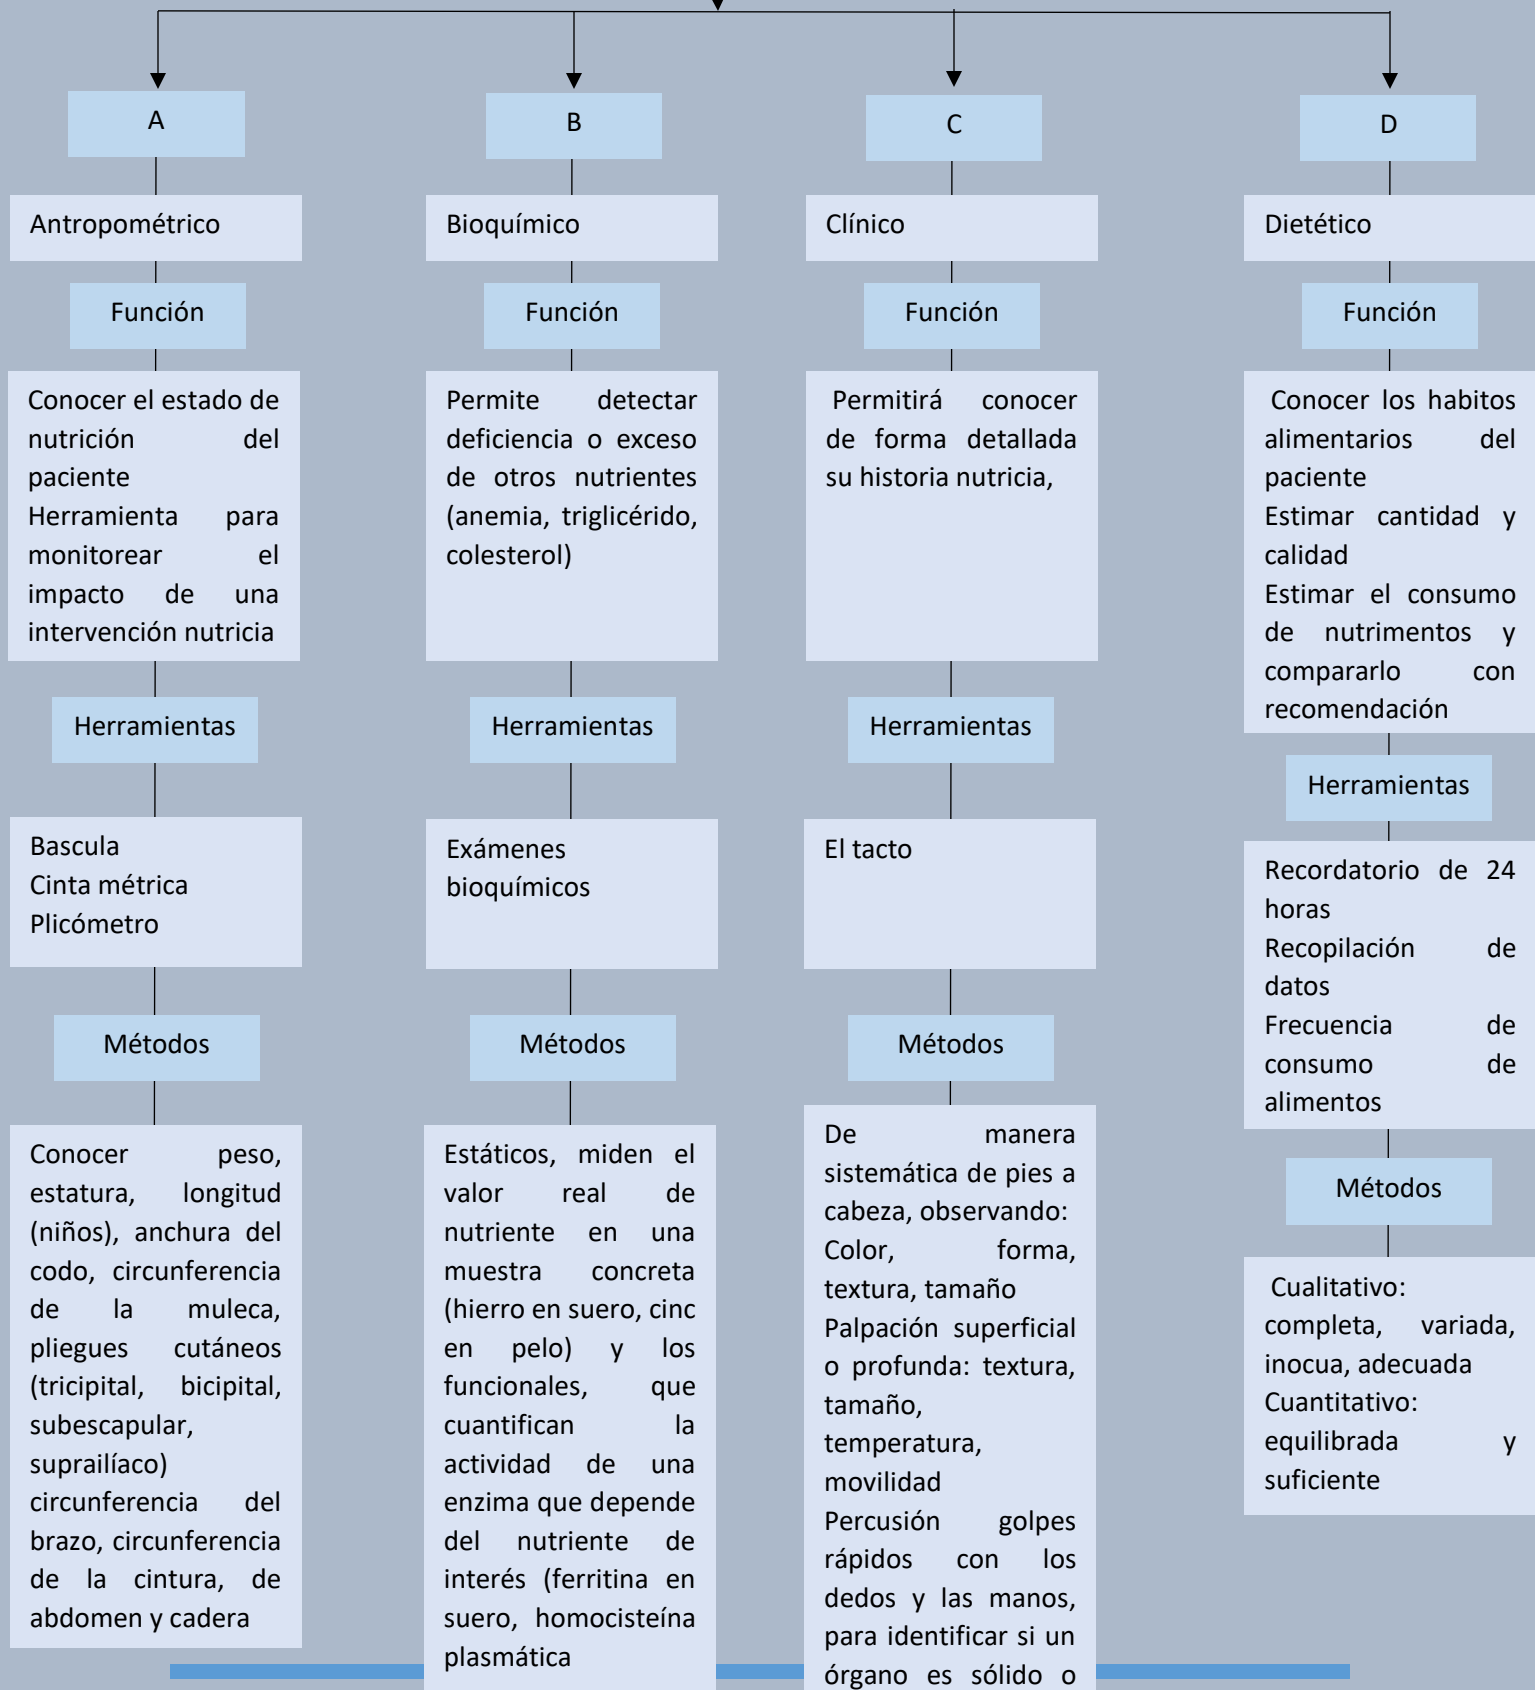 A
Antropométrico
Función
Conocer el estado de
nutrición del
paciente
Herramienta para
monitorear el
impacto de una
intervención nutricia
Herramientas
Bascula
Cinta métrica
Plicómetro
Métodos
Conocer peso,
estatura, longitud
(niños), anchura del
codo, circunferencia
de la muleca,
pliegues cutáneos
(tricipital, bicipital,
subescapular,
suprailíaco)
circunferencia del
brazo, circunferencia
de la cintura, de
abdomen y cadera
B
Bioquímico
Función
Permite detectar
deficiencia o exceso
de otros nutrientes
(anemia, triglicérido,
colesterol)
Herramientas
Exámenes
bioquímicos
Métodos
Estáticos, miden el
valor real de
nutriente en una
muestra concreta
(hierro en suero, cinc
en pelo) y los
funcionales, que
cuantifican la
actividad de una
enzima que depende
del nutriente de
interés (ferritina en
suero, homocisteína
plasmática
C
Clínico
Función
Permitirá conocer
de forma detallada
su historia nutricia,
Herramientas
El tacto
Métodos
De manera
sistemática de pies a
cabeza, observando:
Color, forma,
textura, tamaño
Palpación superficial
o profunda: textura,
tamaño,
temperatura,
movilidad
Percusión golpes
rápidos con los
dedos y las manos,
para identificar si un
órgano es sólido o
D
Dietético
Función
Conocer los habitos
alimentarios del
paciente
Estimar cantidad y
calidad
Estimar el consumo
de nutrimentos y
compararlo con
recomendación
Herramientas
Recordatorio de 24
horas
Recopilación de
datos
Frecuencia de
consumo de
alimentos
Métodos
Cualitativo:
completa, variada,
inocua, adecuada
Cuantitativo:
equilibrada y
suficiente